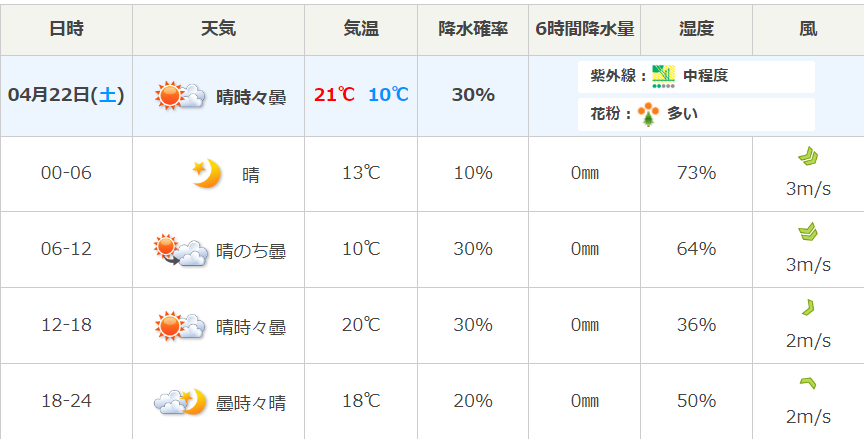 日時 天気 気温 降水確率 6時間降水量 湿度 風
04月22日(土) 晴時々曇 21℃ 10℃ 30% 紫外線： 中程度
花粉： 多い
00-06 晴 13℃ 10% 0㎜ 73% 3m/s
06-12 晴のち曇 10℃ 30% 0㎜ 64% 3m/s
12-18 晴時々曇 20℃ 30% 0㎜ 36% 2m/s
18-24 曇時々晴 18℃ 20% 0㎜ 50% 2m/s